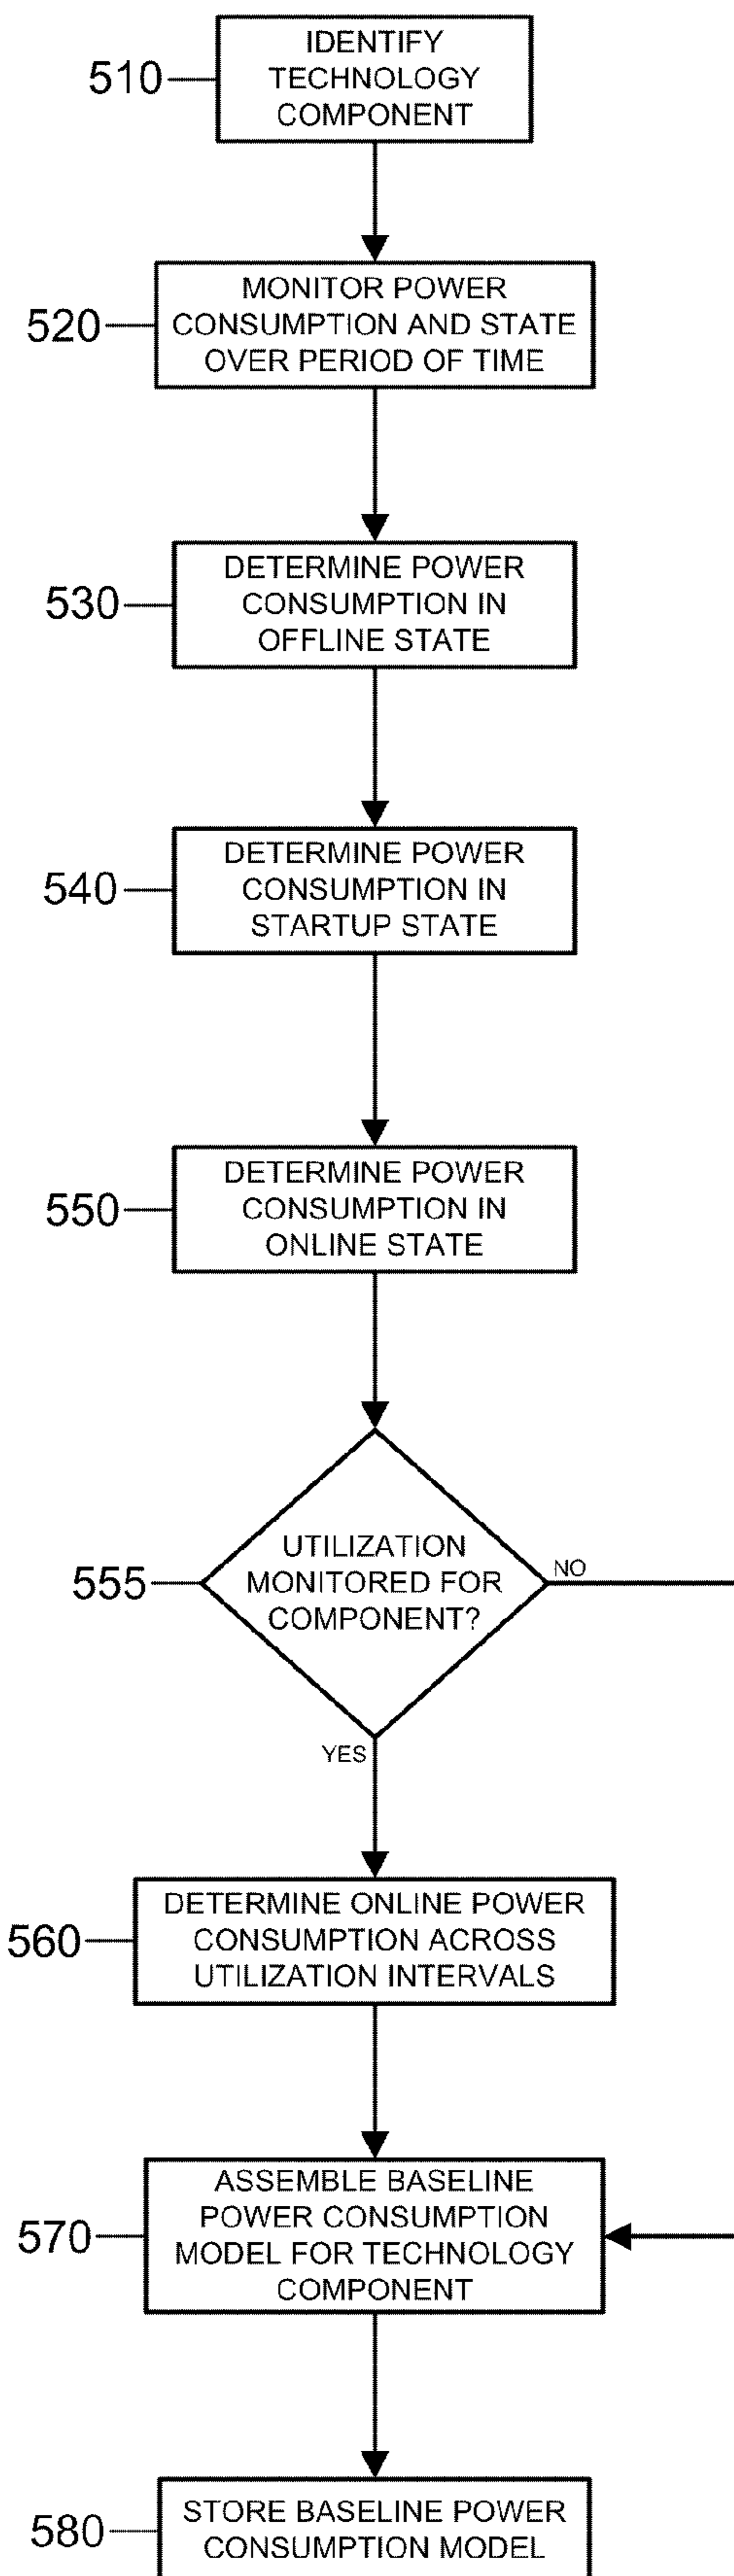 510
IDENTIFY
TECHNOLOGY
COMPONENT
520
MONITOR POWER
CONSUMPTION AND STATE
OVER PERIOD OF TIME
530
DETERMINE POWER
CONSUMPTION IN
OFFLINE STATE
540
DETERMINE POWER
CONSUMPTION IN
STARTUP STATE
550
DETERMINE POWER
CONSUMPTION IN
ONLINE STATE
555
UTILIZATION
MONITORED FOR
COMPONENT?
NO
YES
560
DETERMINE ONLINE POWER
CONSUMPTION ACROSS
UTILIZATION INTERVALS
570
ASSEMBLE BASELINE
POWER CONSUMPTION
MODEL FOR TECHNOLOGY
COMPONENT
580
STORE BASELINE POWER
CONSUMPTION MODEL